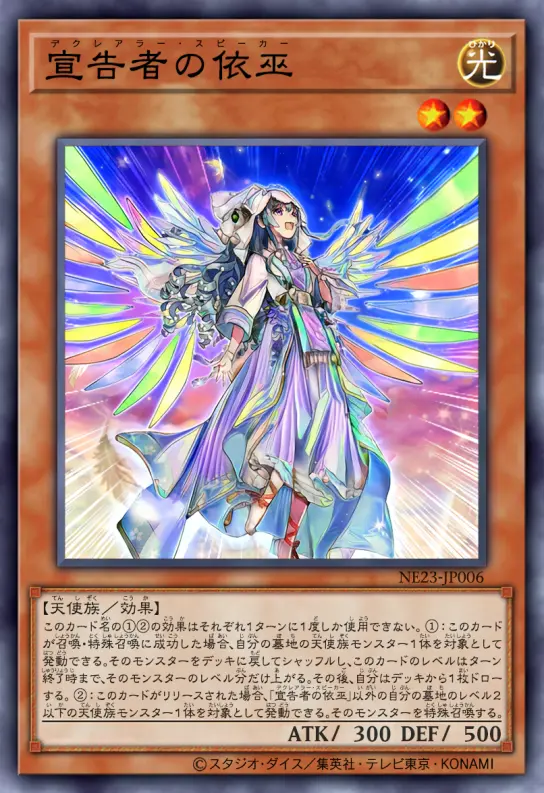 デクレアラー・スピーカー
宣告者の依巫
ひかり
光
NE23-JP006
【天使族／効果】
このカード名の①②の効果はそれぞれ1ターンに1度しか使用できない。①：このカード
が召喚・特殊召喚に成功した場合、自分の墓地の天使族モンスター1体を対象として
発動できる。そのモンスターをデッキに戻してシャッフルし、このカードのレベルはターン
終了時まで、そのモンスターのレベル分だけ上がる。その後、自分はデッキから1枚ドロー
する。②：このカードがリリースされた場合、「宣告者の依巫」以外の自分の墓地のレベル2
以下の天使族モンスター1体を対象として発動できる。そのモンスターを特殊召喚する。
ATK/ 300 DEF/ 500
©スタジオ・ダイス／集英社・テレビ東京・KONAMI